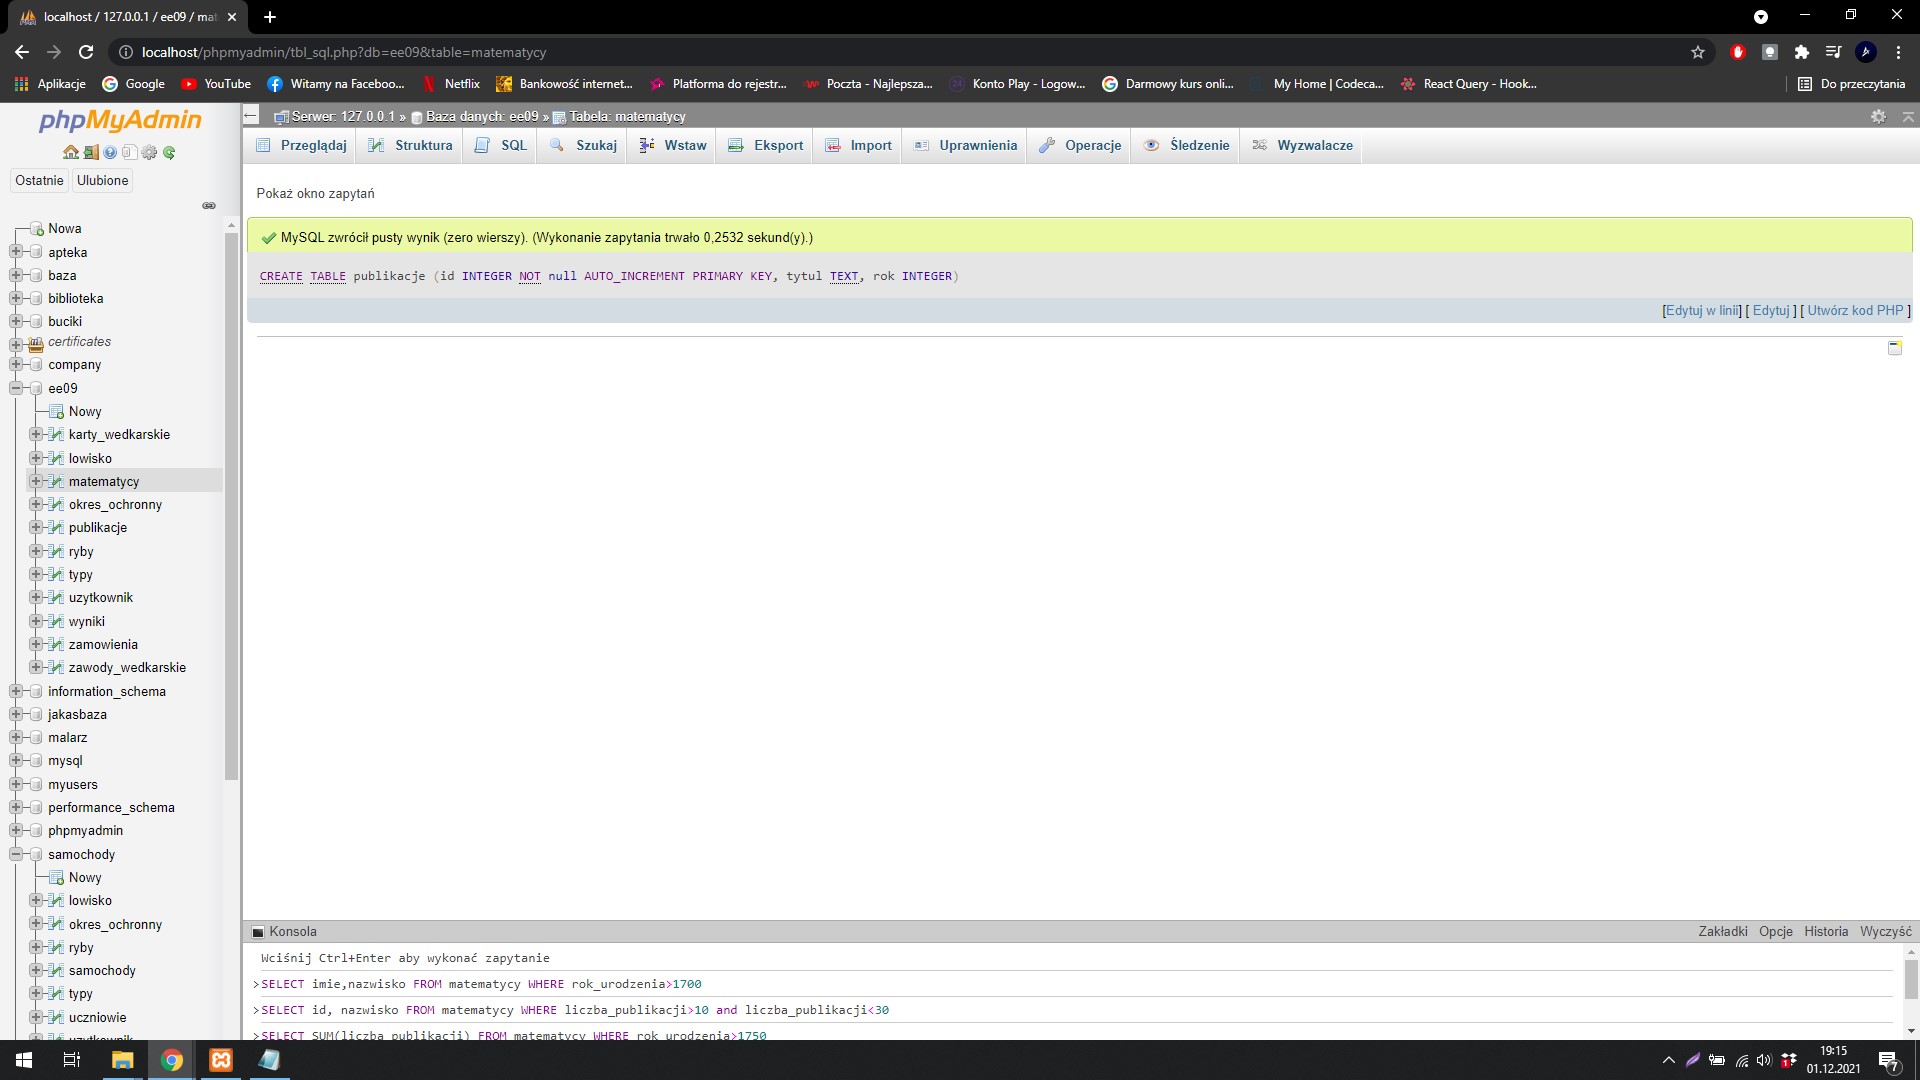 localhost / 127.0.0.1 / ee09 / mat
localhost/phpmyadmin/tbl_sql.php?db=ee09&table=matematycy
Aplikacje
Google
YouTube
Witamy na Faceboo...
Netflix
Bankowość internet...
Platforma do rejestr...
Poczta - Najlepsza...
Konto Play - Logow...
Darmowy kurs onli...
My Home | Codeca...
React Query - Hook...
Do przeczytania
phpMyAdmin
Ostatnie
Ulubione
Nowa
apteka
baza
biblioteka
buciki
certificates
company
ee09
Nowy
karty_wedkarskie
lowisko
matematycy
okres_ochronny
publikacje
ryby
typy
uzytkownik
wyniki
zamowienia
zawody_wedkarskie
information_schema
jakasbaza
malarz
mysql
myusers
performance_schema
phpmyadmin
samochody
Nowy
lowisko
okres_ochronny
ryby
samochody
typy
uczniowie
uzytkownik
Serwer: 127.0.0.1 » Baza danych: ee09 » Tabela: matematycy
Przeglądaj
Struktura
SQL
Szukaj
Wstaw
Eksport
Import
Uprawnienia
Operacje
Śledzenie
Wyzwalacze
Pokaż okno zapytań
MySQL zwrócił pusty wynik (zero wierszy). (Wykonanie zapytania trwało 0,2532 sekund(y).)
CREATE TABLE publikacje (id INTEGER NOT null AUTO_INCREMENT PRIMARY KEY, tytul TEXT, rok INTEGER)
[Edytuj w linii] [ Edytuj ] [ Utwórz kod PHP ]
Konsola
Zakładki
Opcje
Historia
Wyczyść
Wciśnij Ctrl+Enter aby wykonać zapytanie
>SELECT imie,nazwisko FROM matematycy WHERE rok_urodzenia>1700
>SELECT id, nazwisko FROM matematycy WHERE liczba_publikacji>10 and liczba_publikacji<30
>SELECT SUM(liczba_publikacji) FROM matematycy WHERE rok_urodzenia>1750
19:15
01.12.2021
7